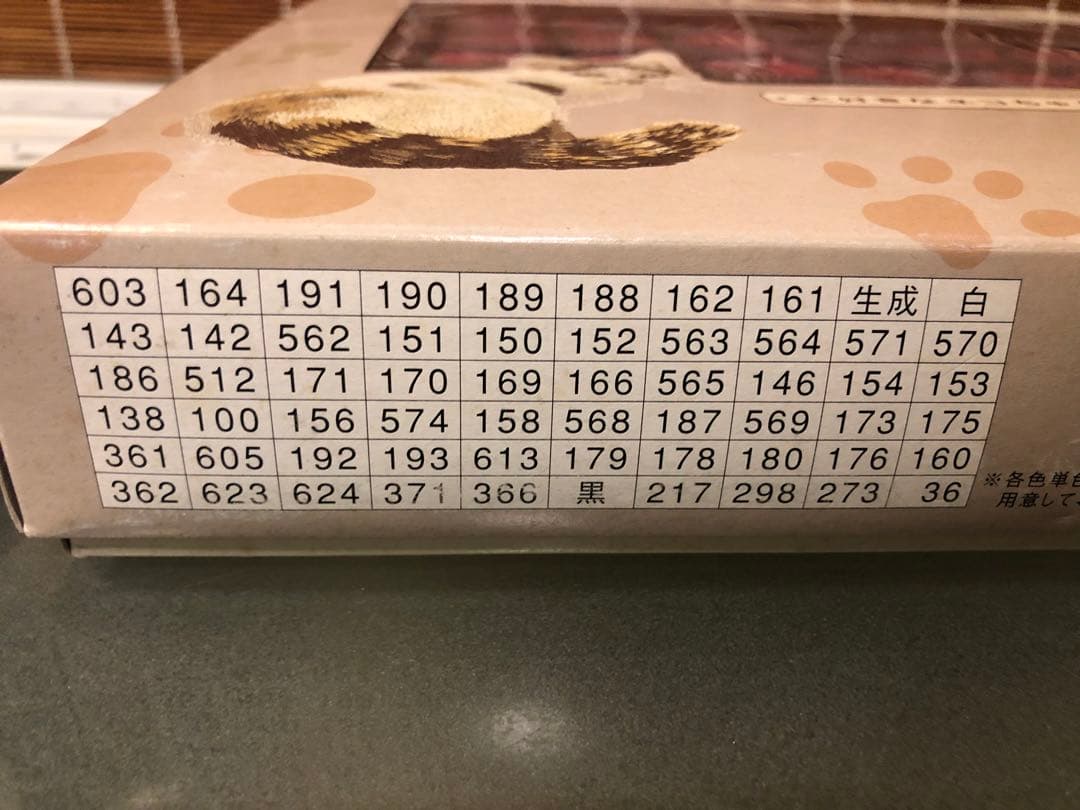 603 164 191 190 189 188 162 161 生成 白
143 142 562 151 150 152 563 564 571 570
186 512 171 170 169 166 565 146 154 153
138 100 156 574 158 568 187 569 173 175
361 605 192 193 613 179 178 180 176 160
362 623 624 371 366 黒 217 298 273 36
※各色単色
用意して